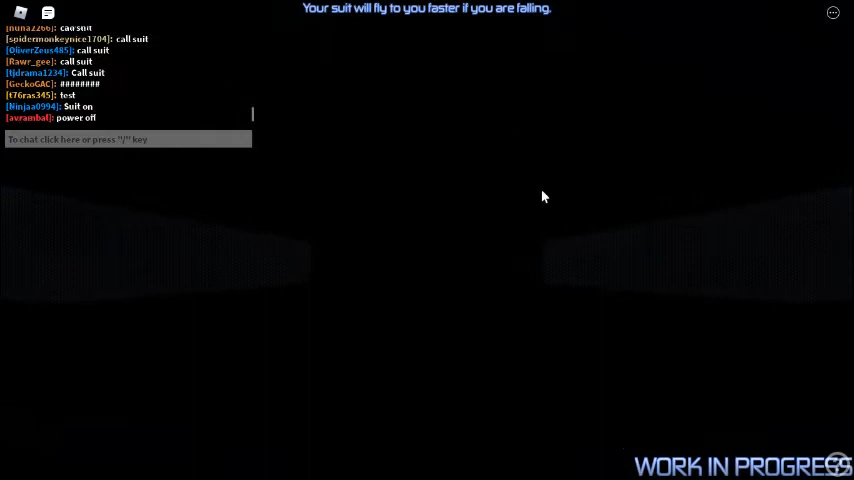 Your suit will fly to you faster if you are falling.
[spidermonkeynice1704]: call suit
[OliverZeus485]: call suit
[Rawr_gee]: call suit
[tjdrama1234]: Call suit
[GeckoGAC]: ########
[t76ras345]: test
[Ninjaa0994]: Suit on
[avrambal]: power off
To chat click here or press "/" key
WORK IN PROGRESS